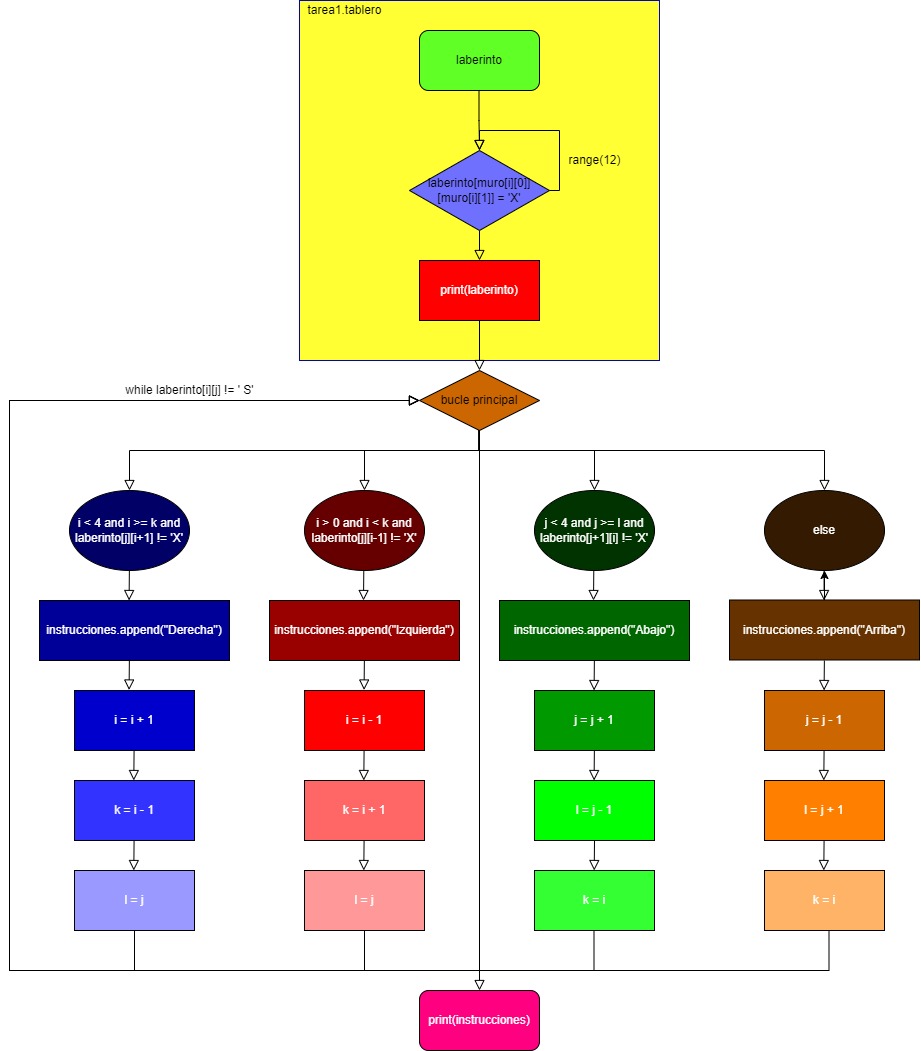 tarea1.tablero
laberinto
range(12)
laberinto[muro[i][0]]
[muro[i][1]] = 'X'
print(laberinto)
while laberinto[i][j] != ' S'
bucle principal
i < 4 and i >= k and
laberinto[j][i+1] != 'X'
i > 0 and i < k and
laberinto[j][i-1] != 'X'
j < 4 and j >= l and
laberinto[j+1][i] != 'X'
else
instrucciones.append("Derecha")
instrucciones.append("Izquierda")
instrucciones.append("Abajo")
instrucciones.append("Arriba")
i = i + 1
i = i - 1
j = j + 1
j = j - 1
k = i - 1
k = i + 1
l = j - 1
l = j + 1
l = j
l = j
k = i
k = i
print(instrucciones)